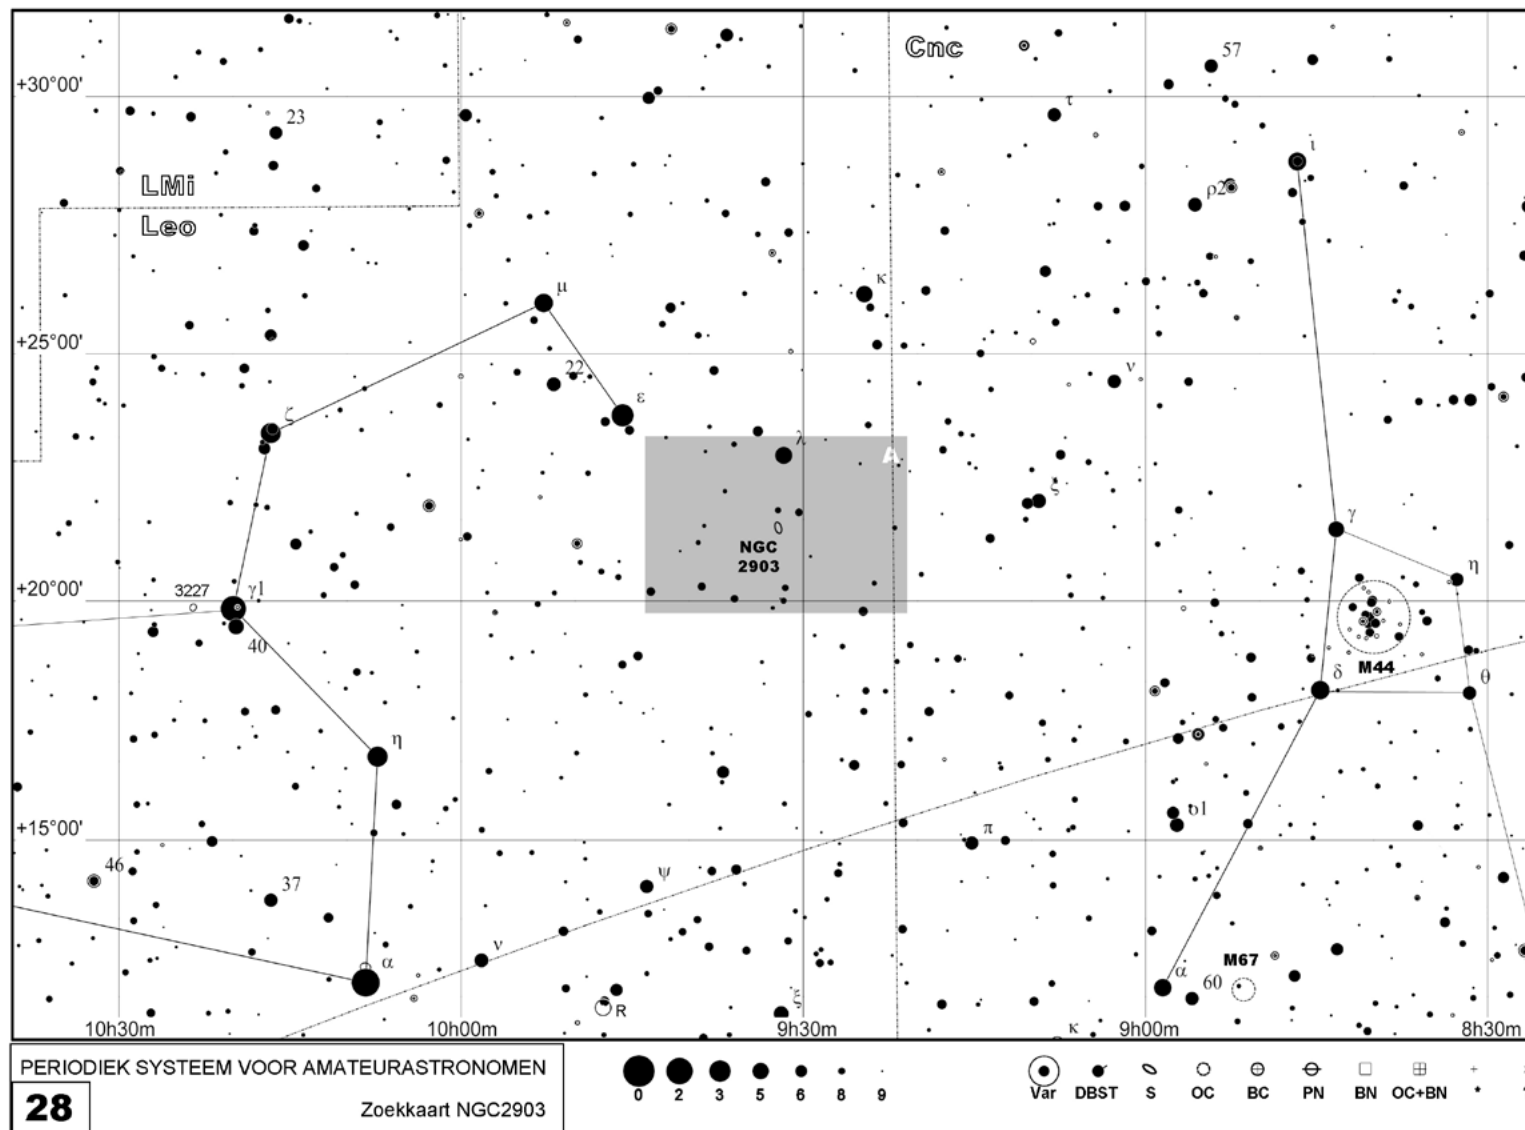 Cnc
57
+30°00'
τ
23
ι
LMi
ρ2
Leo
κ
μ
+25°00'
22
ν
ε
ζ
λ
A
ξ
γ
NGC
2903
η
3227
γ1
+20°00'
40
M44
δ
θ
η
ο1
+15°00'
π
46
ψ
37
ν
α
M67
α
60
ξ
R
10h30m
10h00m
9h30m
9h00m
8h30m
κ
PERIODIEK SYSTEEM VOOR AMATEURASTRONOMEN
28
Zoekkaart NGC2903
0 2 3 5 6 8 9
Var DBST S OC BC PN BN OC+BN *